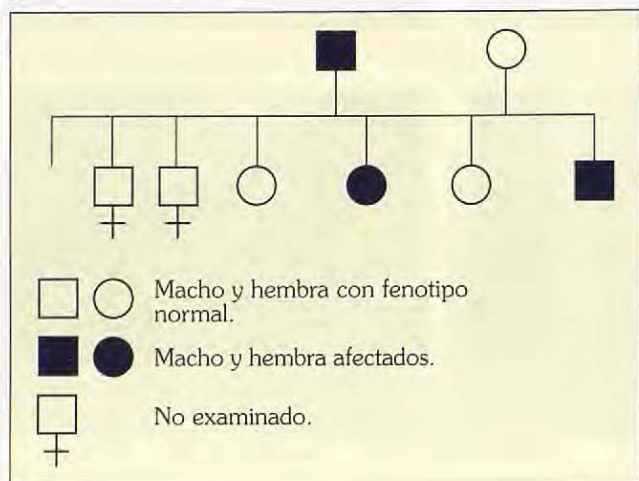 Macho y hembra con fenotipo
normal.
Macho y hembra afectados.
No examinado.